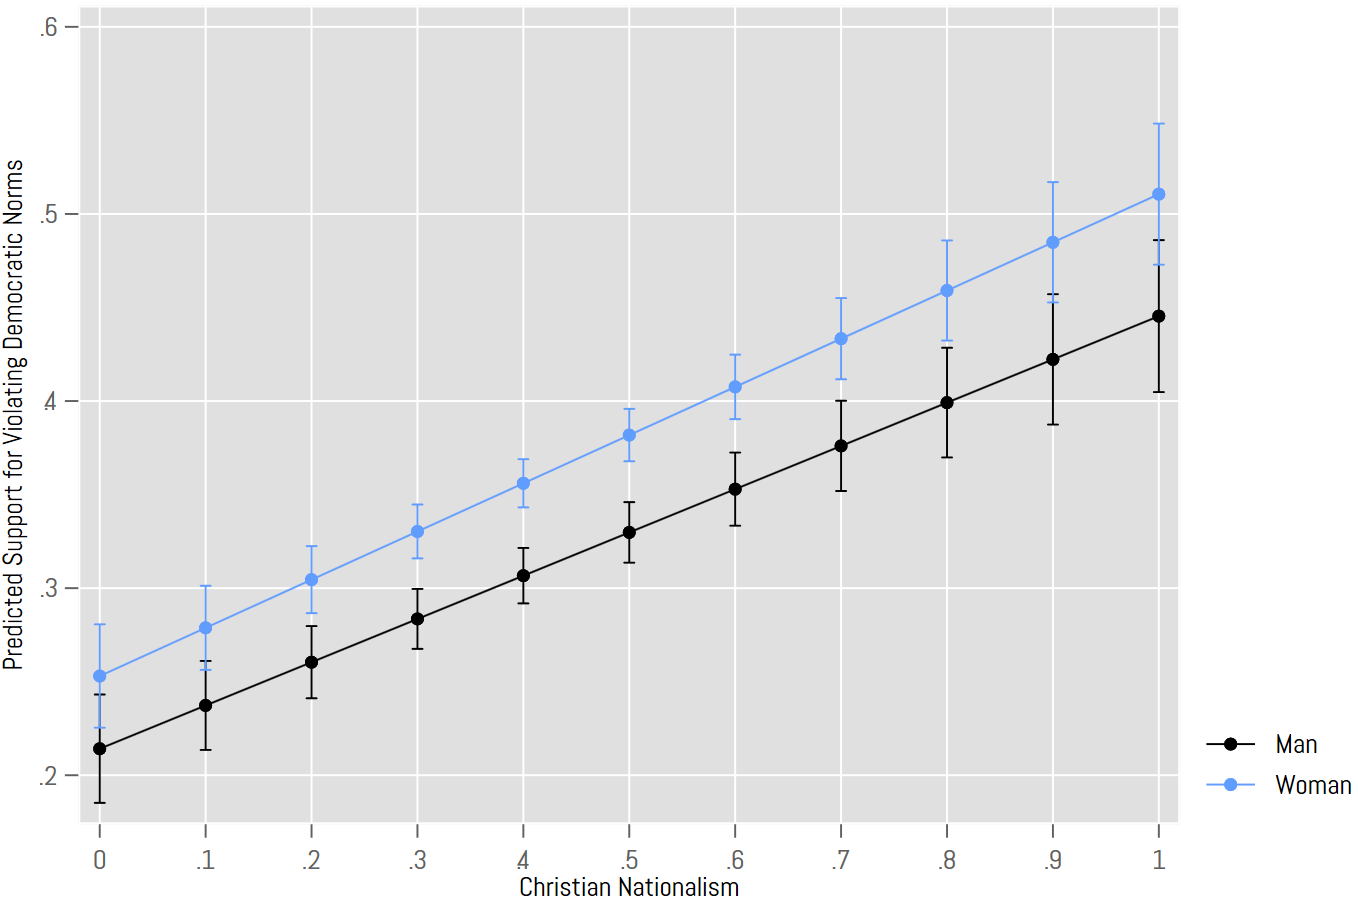 Predicted Support for Violating Democratic Norms
.6
.5
.4
.3
.2
0 .1 .2 .3 .4 .5 .6 .7 .8 .9 1
Christian Nationalism
Man
Woman